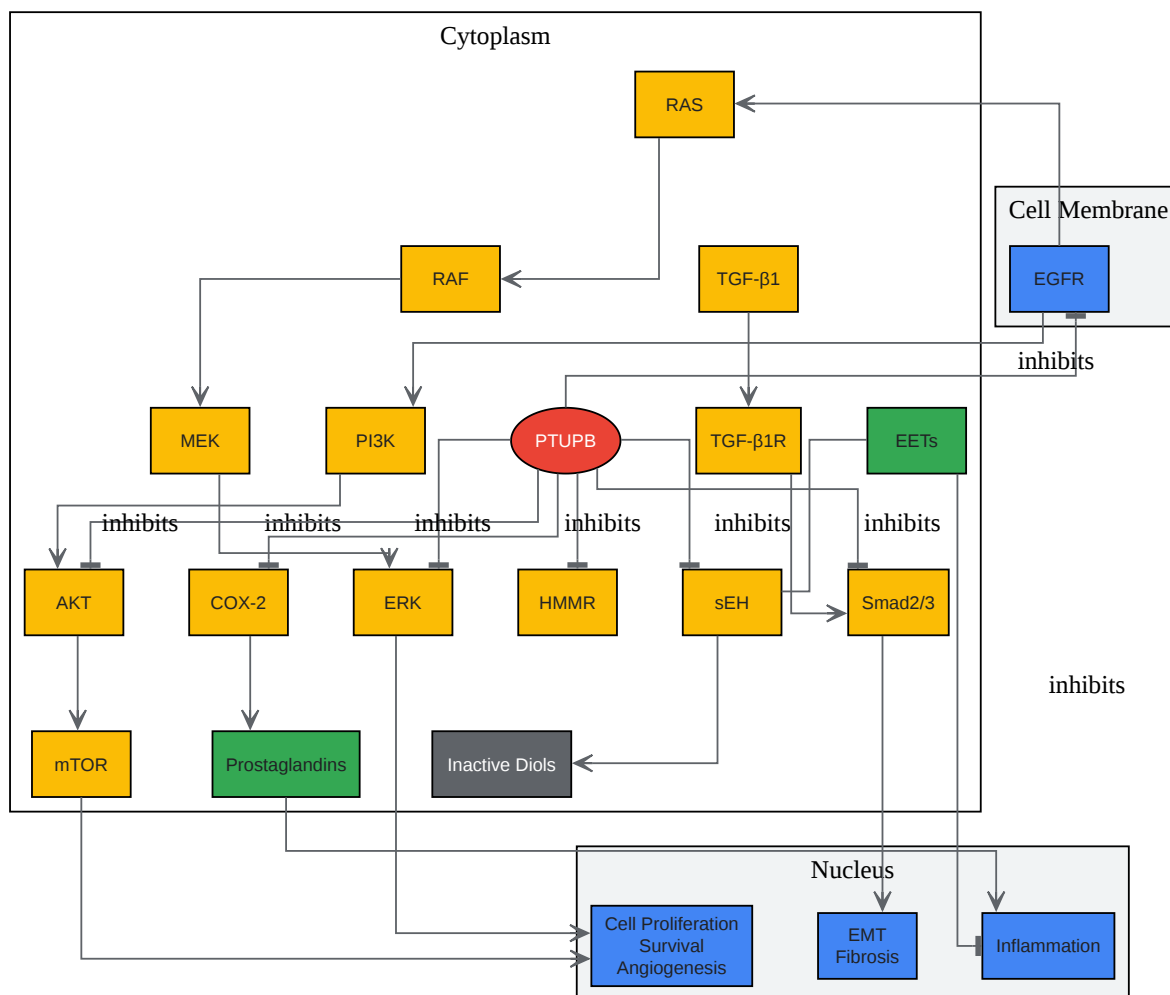 Cytoplasm
RAS
Cell Membrane
RAF
TGF-β1
EGFR
inhibits
MEK
PI3K
PTUPB
TGF-β1R
EETs
inhibits
inhibits
inhibits
inhibits
inhibits
inhibits
AKT
COX-2
ERK
HMMR
sEH
Smad2/3
inhibits
mTOR
Prostaglandins
Inactive Diols
Nucleus
Cell Proliferation
Survival
Angiogenesis
EMT
Fibrosis
Inflammation